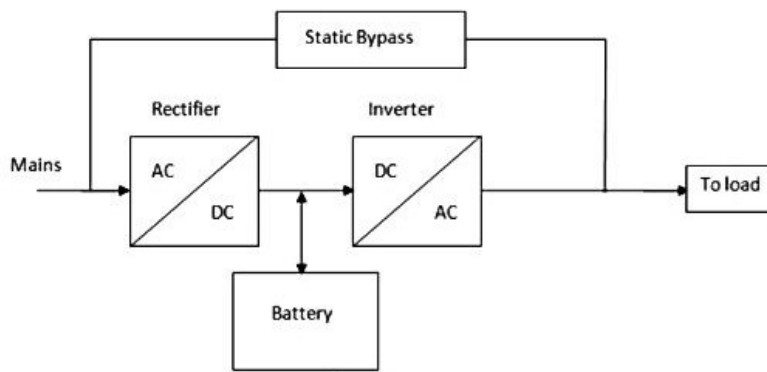 Static Bypass
Rectifier
Inverter
Mains
AC
DC
DC
AC
To load
Battery